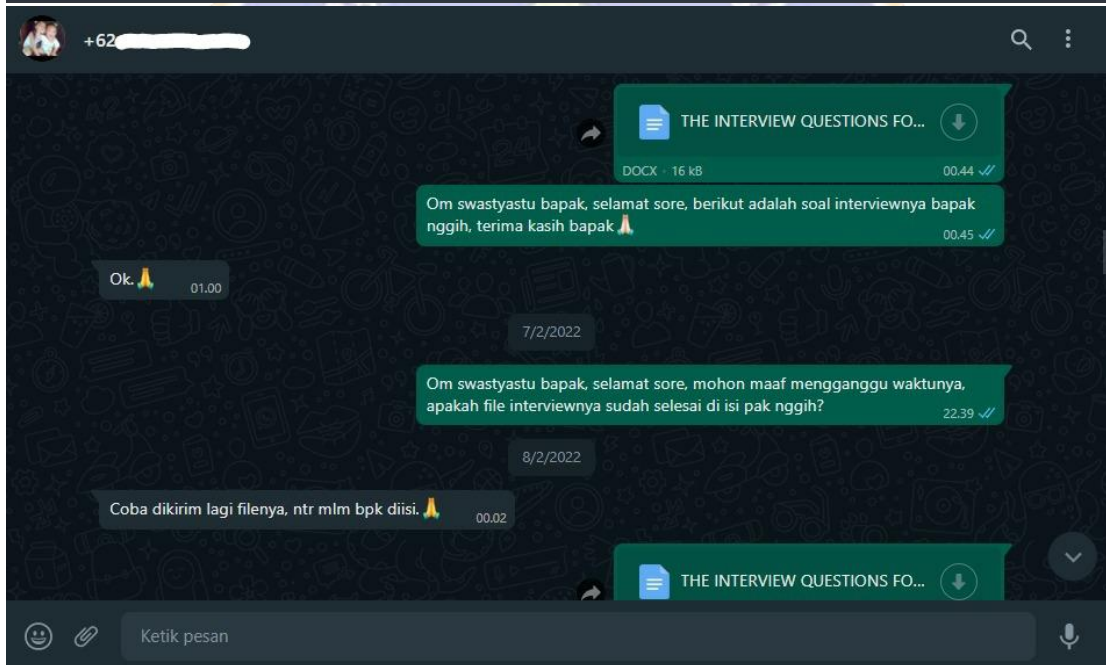 +62
THE INTERVIEW QUESTIONS FO...
DOCX · 16 kB 00.44
Om swastyastu bapak, selamat sore, berikut adalah soal interviewnya bapak
nggih, terima kasih bapak🙏🏻
00.45
Ok.🙏 01.00
7/2/2022
Om swastyastu bapak, selamat sore, mohon maaf mengganggu waktunya,
apakah file interviewnya sudah selesai di isi pak nggih? 22.39
8/2/2022
Coba dikirim lagi filenya, ntr mlm bpk diisi.🙏 00.02
THE INTERVIEW QUESTIONS FO...
Ketik pesan